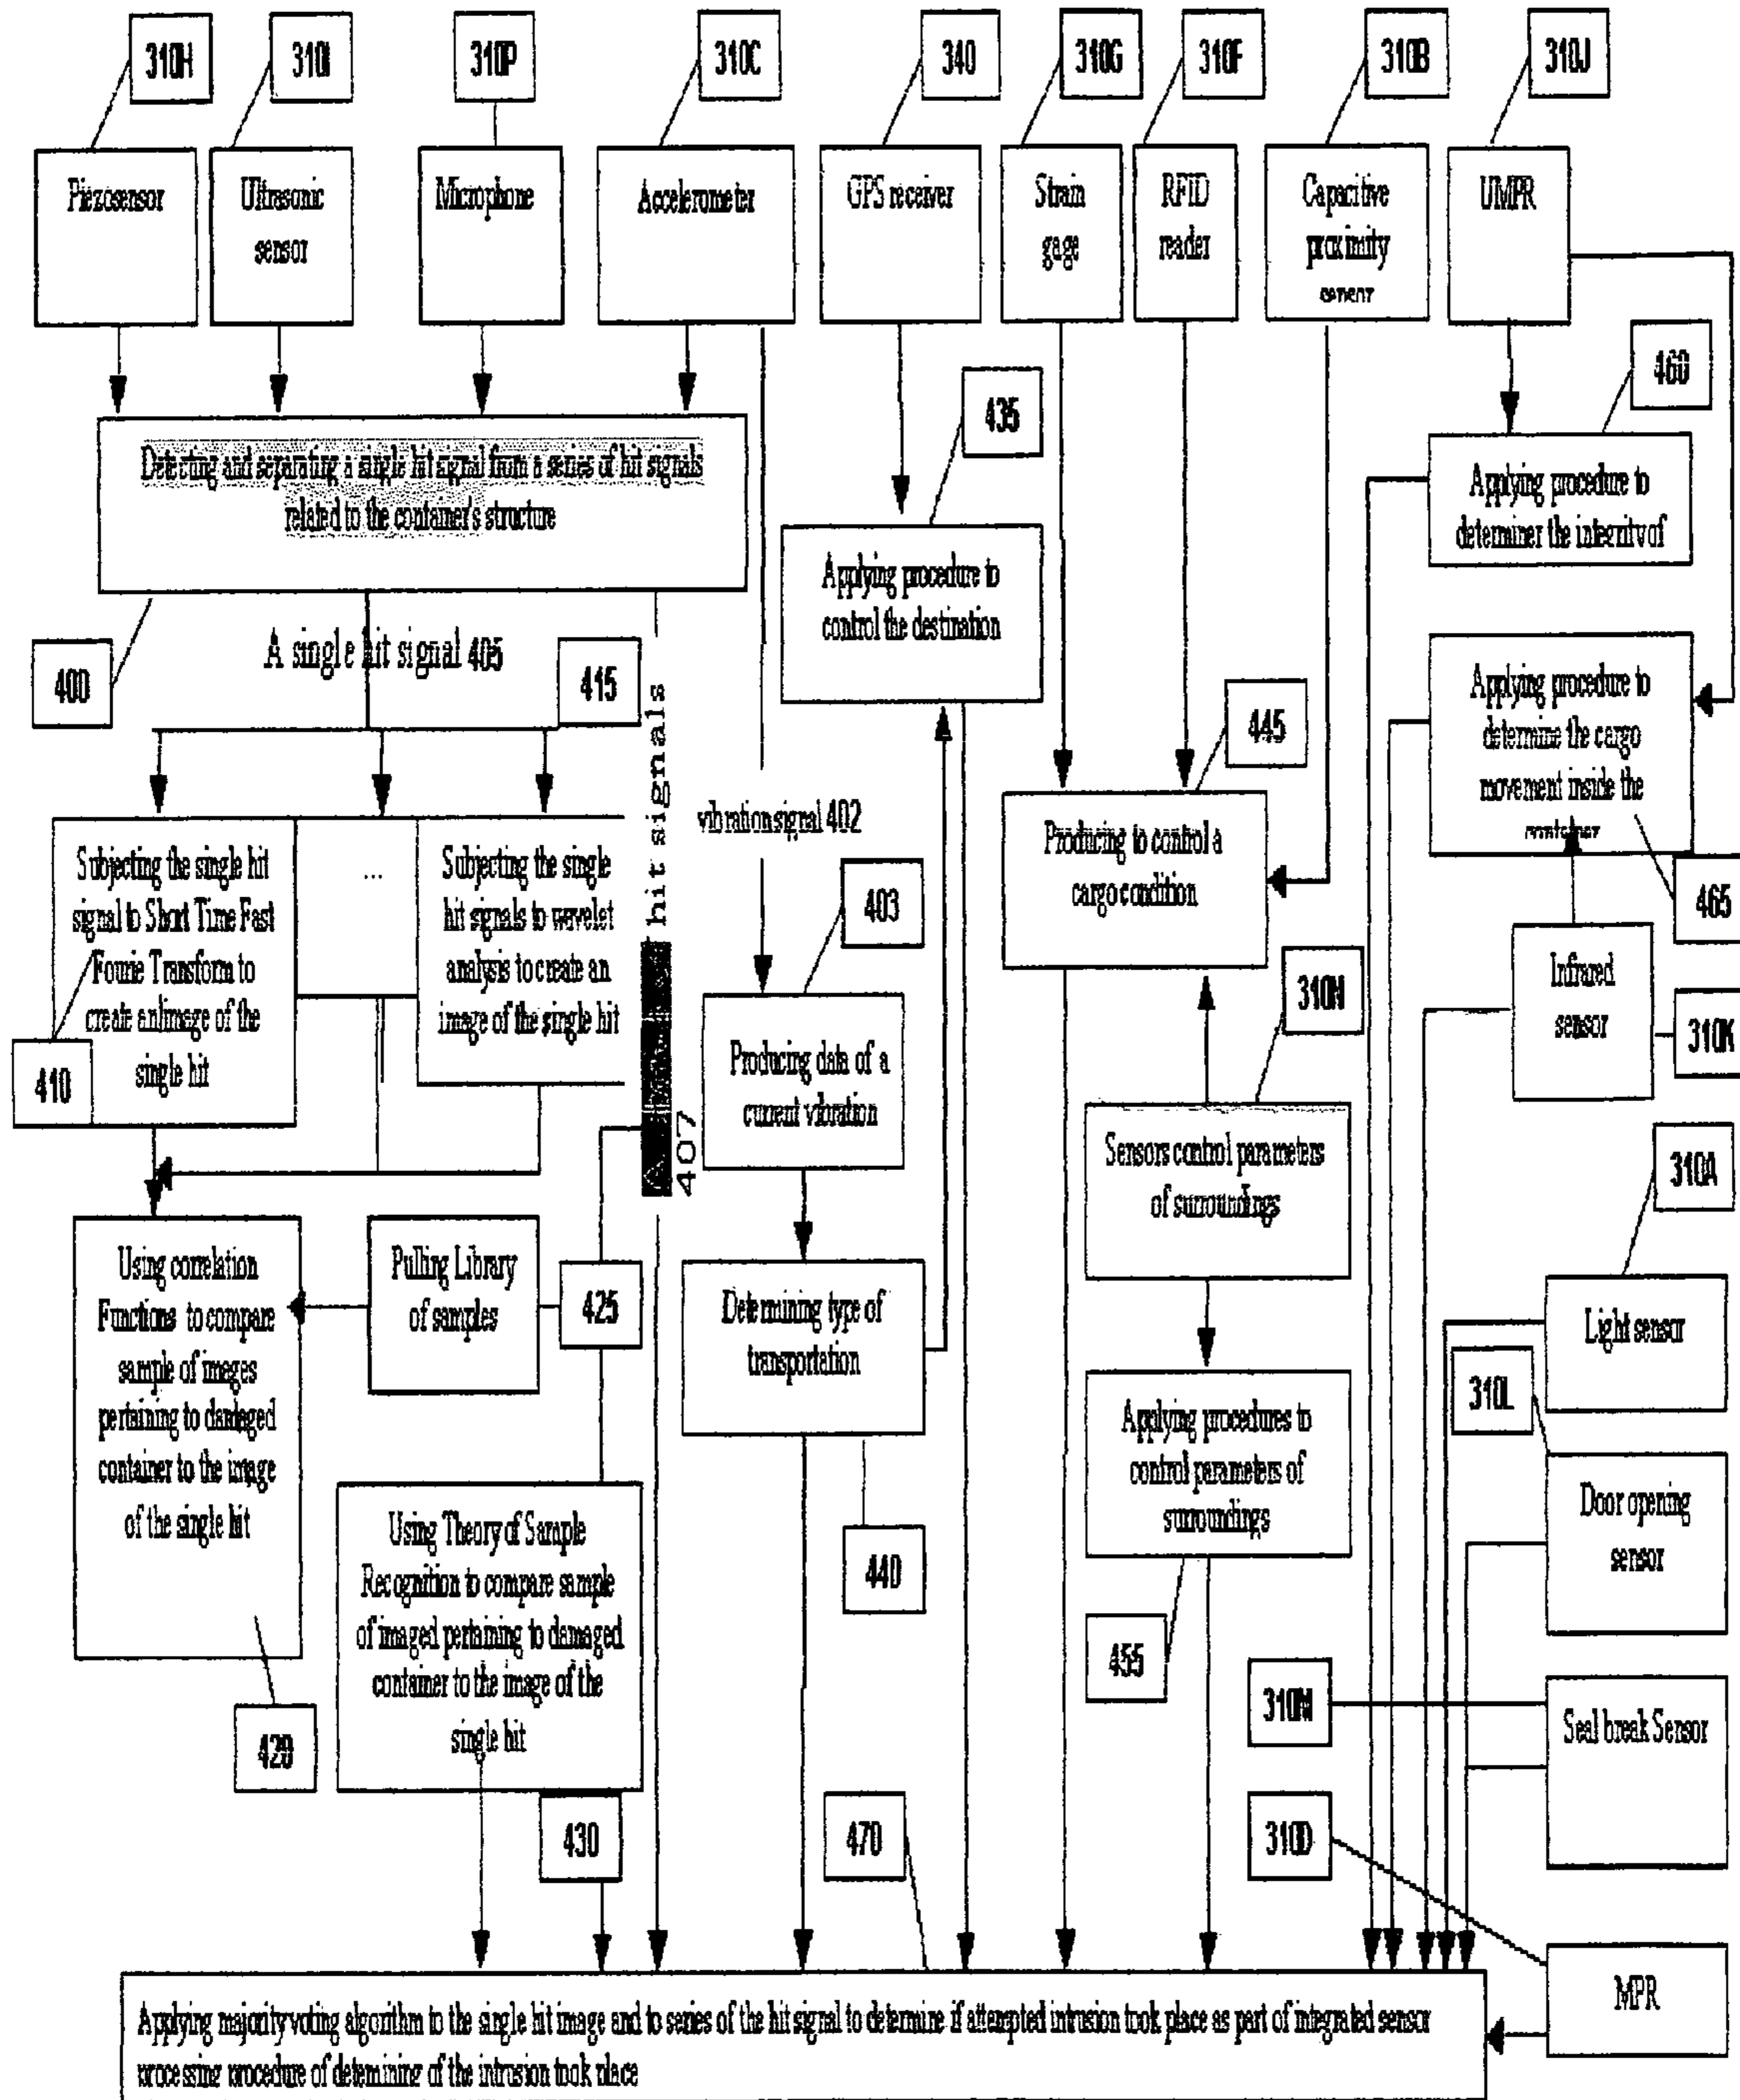 310H
310I
310P
310C
340
310G
310F
310B
310J
Piezosensor
Ultrasonic
sensor
Microphone
Accelerometer
GPS receiver
Strain
gage
RFID
reader
Capacitive
proximity
UMPR
460
435
Detecting and separating a single hit signal from a series of hit signals
related to the container's structure
Applying procedure to
determiner the integrity of
Applying procedure to
control the destination
A single hit signal 405
400
415
hit signals
407
Applying procedure to
determine the cargo
movement inside the
container
445
465
vibration signal 402
403
Producing to control a
cargo condition
Subjecting the single hit
signal to Short Time Fast
Fourie Transform to
create an image of the
single hit
...
Subjecting the single
hit signals to wavelet
analysis to create an
image of the single hit
410
Infrared
sensor
310K
310N
Producing data of a
current vibration
Sensors control parameters
of surroundings
310A
Using correlation
Functions to compare
sample of images
pertaining to damaged
container to the image
of the single hit
Pulling Library
of samples
425
Determining type of
transportation
Light sensor
310L
Applying procedures to
control parameters of
surroundings
Door opening
sensor
Using Theory of Sample
Recognition to compare sample
of imaged pertaining to damaged
container to the image of the
single hit
440
455
310M
Seal break Sensor
420
430
470
310D
MPR
Applying majority voting algorithm to the single hit image and to series of the hit signal to determine if attempted intrusion took place as part of integrated sensor
processing procedure of determining of the intrusion took place